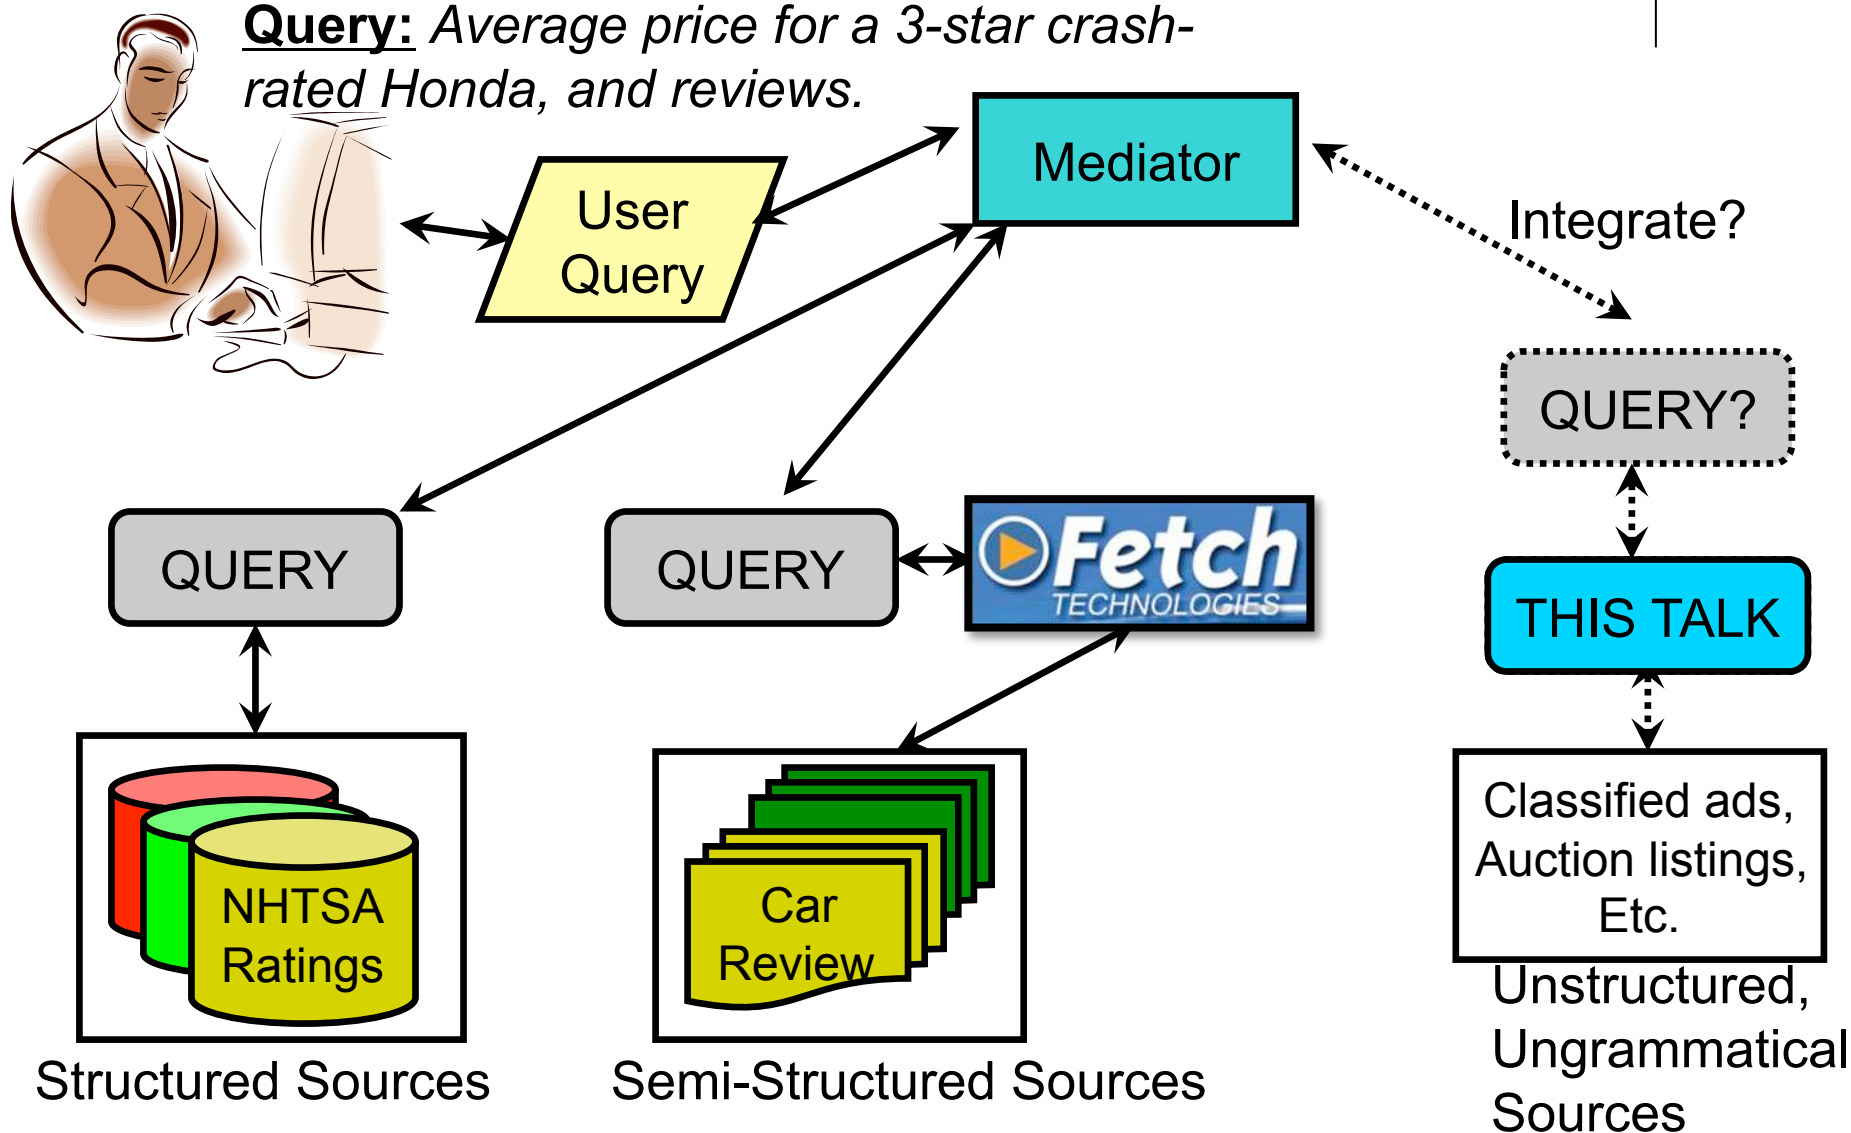 Query: Average price for a 3-star crash-
rated Honda, and reviews.
Mediator
User
Query
Integrate?
QUERY?
QUERY
QUERY
Fetch
TECHNOLOGIES
THIS TALK
NHTSA
Ratings
Car
Review
Classified ads,
Auction listings,
Etc.
Structured Sources
Semi-Structured Sources
Unstructured,
Ungrammatical
Sources